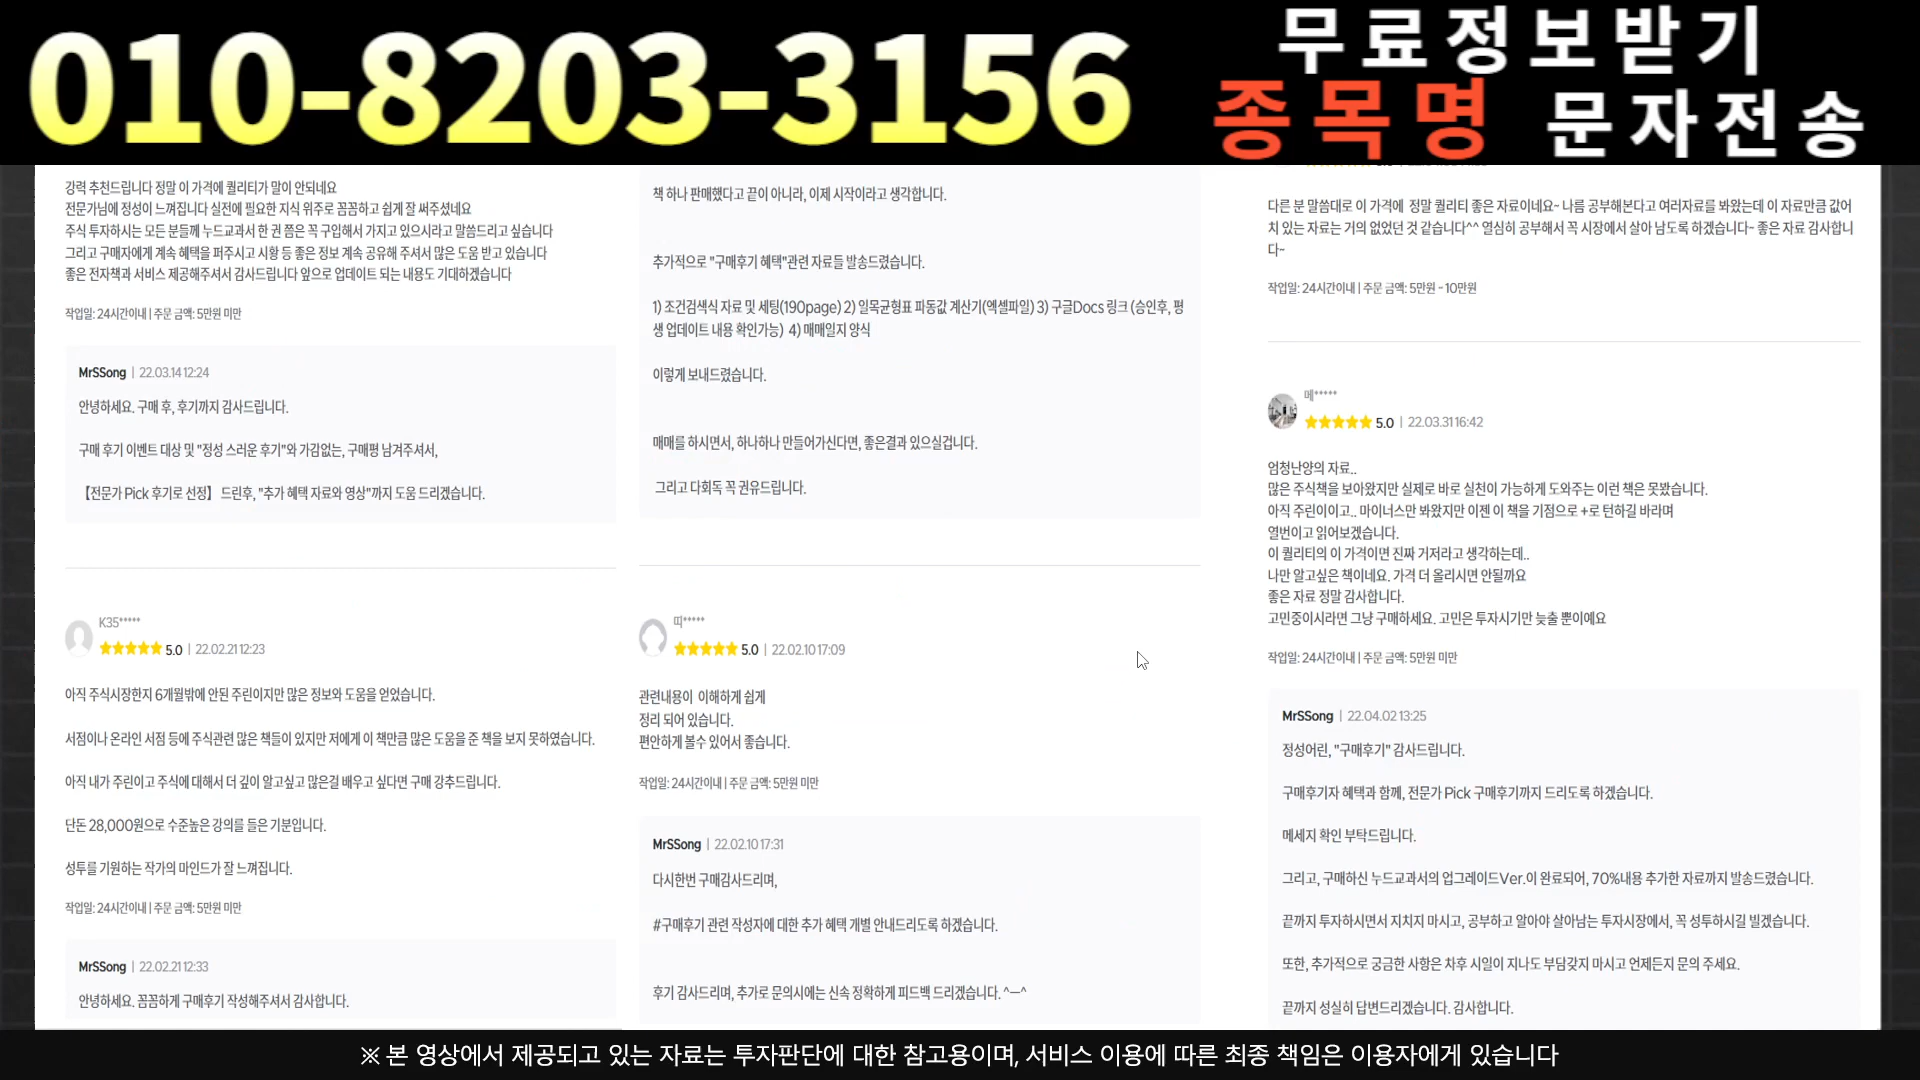 010-8203-3156
무료정보받기
종목명 문자전송
강력 추천드립니다 정말 이 가격에 퀄리티가 말이 안되네요
전문가님에 정성이 느껴집니다 실전에 필요한 지식 위주로 꼼꼼하고 쉽게 잘 써주셨네요
주식 투자하시는 모든 분들께 누드교과서 한 권 쯤은 꼭 구입해서 가지고 있으시라고 말씀드리고 싶습니다
그리고 구매자에게 계속 혜택을 퍼주시고 시황 등 좋은 정보 계속 공유해 주셔서 많은 도움 받고 있습니다
좋은 전자책과 서비스 제공해주셔서 감사드립니다 앞으로 업데이트 되는 내용도 기대하겠습니다
작업일: 24시간이내 | 주문 금액: 5만원 미만
MrSSong | 22.03.14 12:24
안녕하세요. 구매 후, 후기까지 감사드립니다.
구매 후기 이벤트 대상 및 "정성 스러운 후기"와 가감없는, 구매평 남겨주셔서,
【전문가 Pick 후기로 선정】 드린후, "추가 혜택 자료와 영상"까지 도움 드리겠습니다.
K35*****
5.0 | 22.02.21 12:23
아직 주식시장한지 6개월밖에 안된 주린이지만 많은 정보와 도움을 얻었습니다.
서점이나 온라인 서점 등에 주식관련 많은 책들이 있지만 저에게 이 책만큼 많은 도움을 준 책을 보지 못하였습니다.
아직 내가 주린이고 주식에 대해서 더 깊이 알고싶고 많은걸 배우고 싶다면 구매 강추드립니다.
단돈 28,000원으로 수준높은 강의를 들은 기분입니다.
성투를 기원하는 작가의 마인드가 잘 느껴집니다.
작업일: 24시간이내 | 주문 금액: 5만원 미만
MrSSong | 22.02.21 12:33
안녕하세요. 꼼꼼하게 구매후기 작성해주셔서 감사합니다.
책 하나 판매했다고 끝이 아니라, 이제 시작이라고 생각합니다.
추가적으로 "구매후기 혜택"관련 자료들 발송드렸습니다.
1) 조건검색식 자료 및 세팅(190page) 2) 일목균형표 파동값 계산기(엑셀파일) 3) 구글Docs 링크 (승인후, 평
생 업데이트 내용 확인가능) 4) 매매일지 양식
이렇게 보내드렸습니다.
매매를 하시면서, 하나하나 만들어가신다면, 좋은결과 있으실겁니다.
그리고 다회독 꼭 권유드립니다.
띠*****
5.0 | 22.02.10 17:09
관련내용이 이해하게 쉽게
정리 되어 있습니다.
편안하게 볼수 있어서 좋습니다.
작업일: 24시간이내 | 주문 금액: 5만원 미만
MrSSong | 22.02.10 17:31
다시한번 구매감사드리며,
#구매후기 관련 작성자에 대한 추가 혜택 개별 안내드리도록 하겠습니다.
후기 감사드리며, 추가로 문의시에는 신속 정확하게 피드백 드리겠습니다. ^ㅡ^
다른 분 말씀대로 이 가격에 정말 퀄리티 좋은 자료이네요~ 나름 공부해본다고 여러자료를 봐왔는데 이 자료만큼 값어
치 있는 자료는 거의 없었던 것 같습니다^^ 열심히 공부해서 꼭 시장에서 살아 남도록 하겠습니다~ 좋은 자료 감사합니
다~
작업일: 24시간이내 | 주문 금액: 5만원 ~ 10만원
메*****
5.0 | 22.03.31 16:42
엄청난양의 자료..
많은 주식책을 보아왔지만 실제로 바로 실천이 가능하게 도와주는 이런 책은 못봤습니다.
아직 주린이이고.. 마이너스만 봐왔지만 이젠 이 책을 기점으로 +로 턴하길 바라며
열번이고 읽어보겠습니다.
이 퀄리티의 이 가격이면 진짜 거저라고 생각하는데..
나만 알고싶은 책이네요. 가격 더 올리시면 안될까요
좋은 자료 정말 감사합니다.
고민중이시라면 그냥 구매하세요. 고민은 투자시기만 늦출 뿐이예요
작업일: 24시간이내 | 주문 금액: 5만원 미만
MrSSong | 22.04.02 13:25
정성어린, "구매후기" 감사드립니다.
구매후기자 혜택과 함께, 전문가 Pick 구매후기까지 드리도록 하겠습니다.
메세지 확인 부탁드립니다.
그리고, 구매하신 누드교과서의 업그레이드Ver.이 완료되어, 70%내용 추가한 자료까지 발송드렸습니다.
끝까지 투자하시면서 지치지 마시고, 공부하고 알아야 살아남는 투자시장에서, 꼭 성투하시길 빌겠습니다.
또한, 추가적으로 궁금한 사항은 차후 시일이 지나도 부담갖지 마시고 언제든지 문의 주세요.
끝까지 성실히 답변드리겠습니다. 감사합니다.
※ 본 영상에서 제공되고 있는 자료는 투자판단에 대한 참고용이며, 서비스 이용에 따른 최종 책임은 이용자에게 있습니다